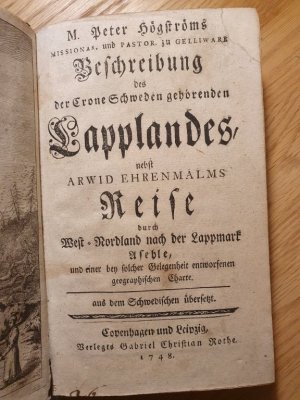 M. Peter Högströms
MISSIONAR, und PASTOR. zu GELLIWARE
Beschreibung
des
der Crone Schweden gehörenden
Lapplandes,
nebst
ARWID EHRENMALMS
Reise
durch
West-Nordland nach der Lappmark
Asehle,
und einer bey solcher Gelegenheit entworfenen
geographischen Charte.
aus dem Schwedischen übersetzt.
Copenhagen und Leipzig,
Verlegts Gabriel Christian Rothe.
1748.